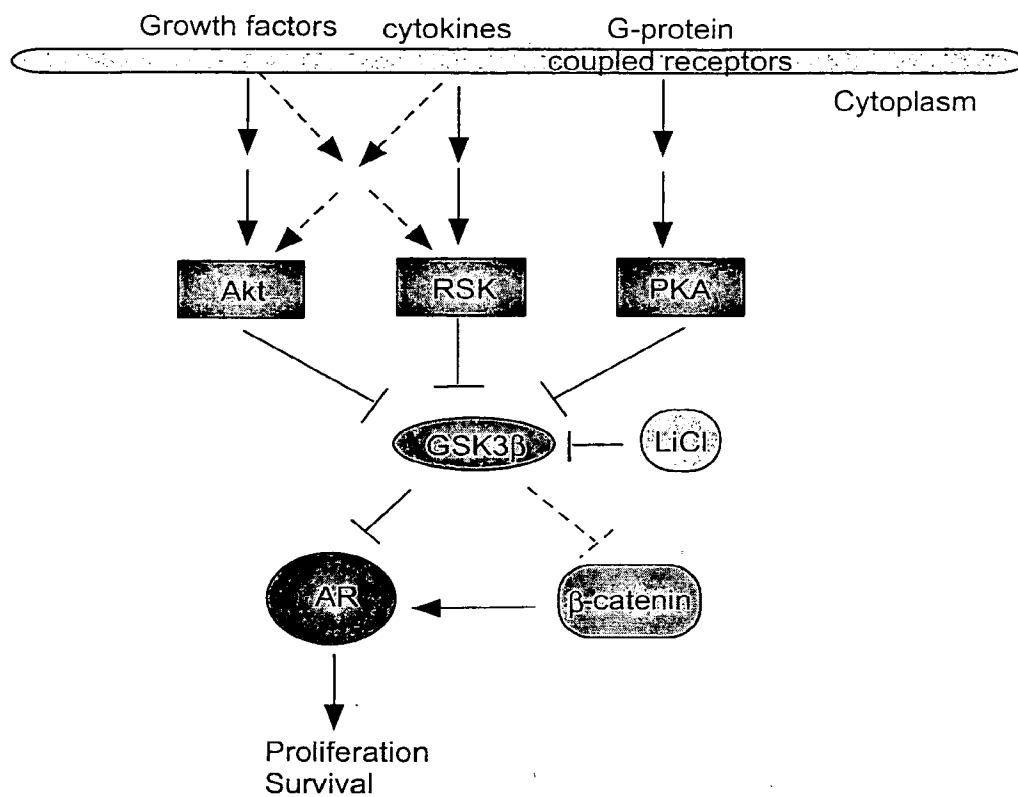 Growth factors
cytokines
G-protein
coupled receptors
Cytoplasm
Akt
RSK
PKA
GSK3β
LiCl
AR
β-catenin
Proliferation
Survival